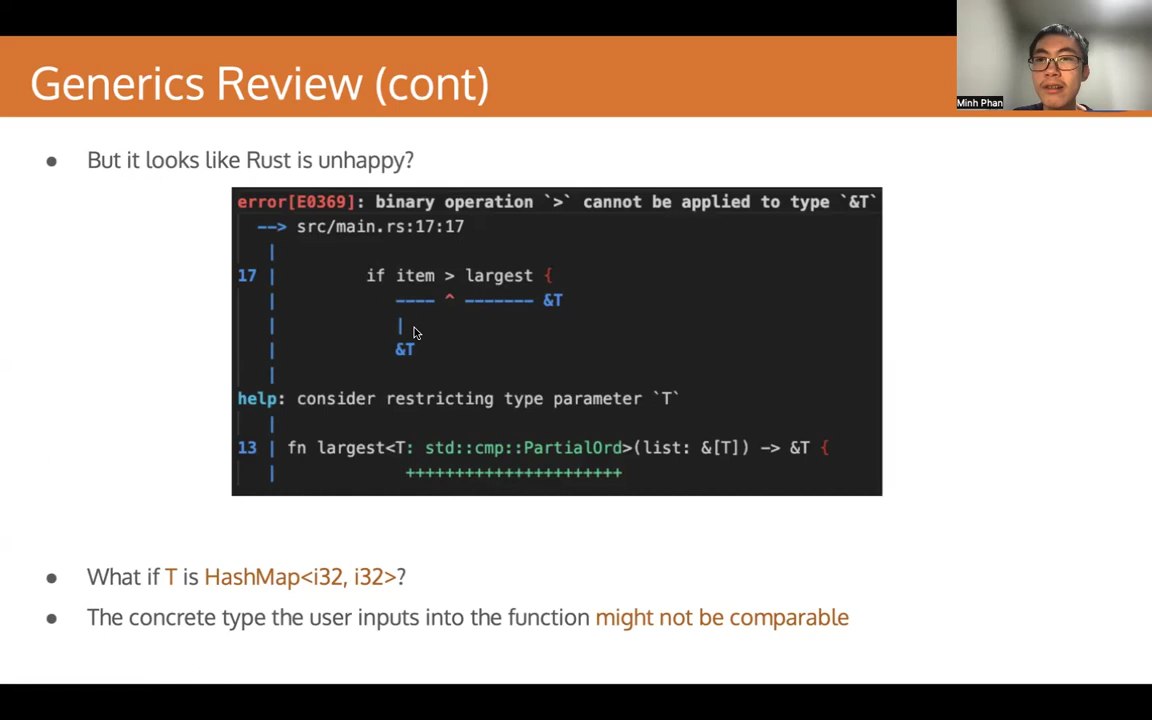 Generics Review (cont)
Minh Phan
● But it looks like Rust is unhappy?
error[E0369]: binary operation `>` cannot be applied to type `&T`
--> src/main.rs:17:17
|
17 | if item > largest {
| ---- ^ ------- &T
| |
| &T
|
help: consider restricting type parameter `T`
|
13 | fn largest<T: std::cmp::PartialOrd>(list: &[T]) -> &T {
| ++++++++++++++++++++++
● What if T is HashMap<i32, i32>?
● The concrete type the user inputs into the function might not be comparable